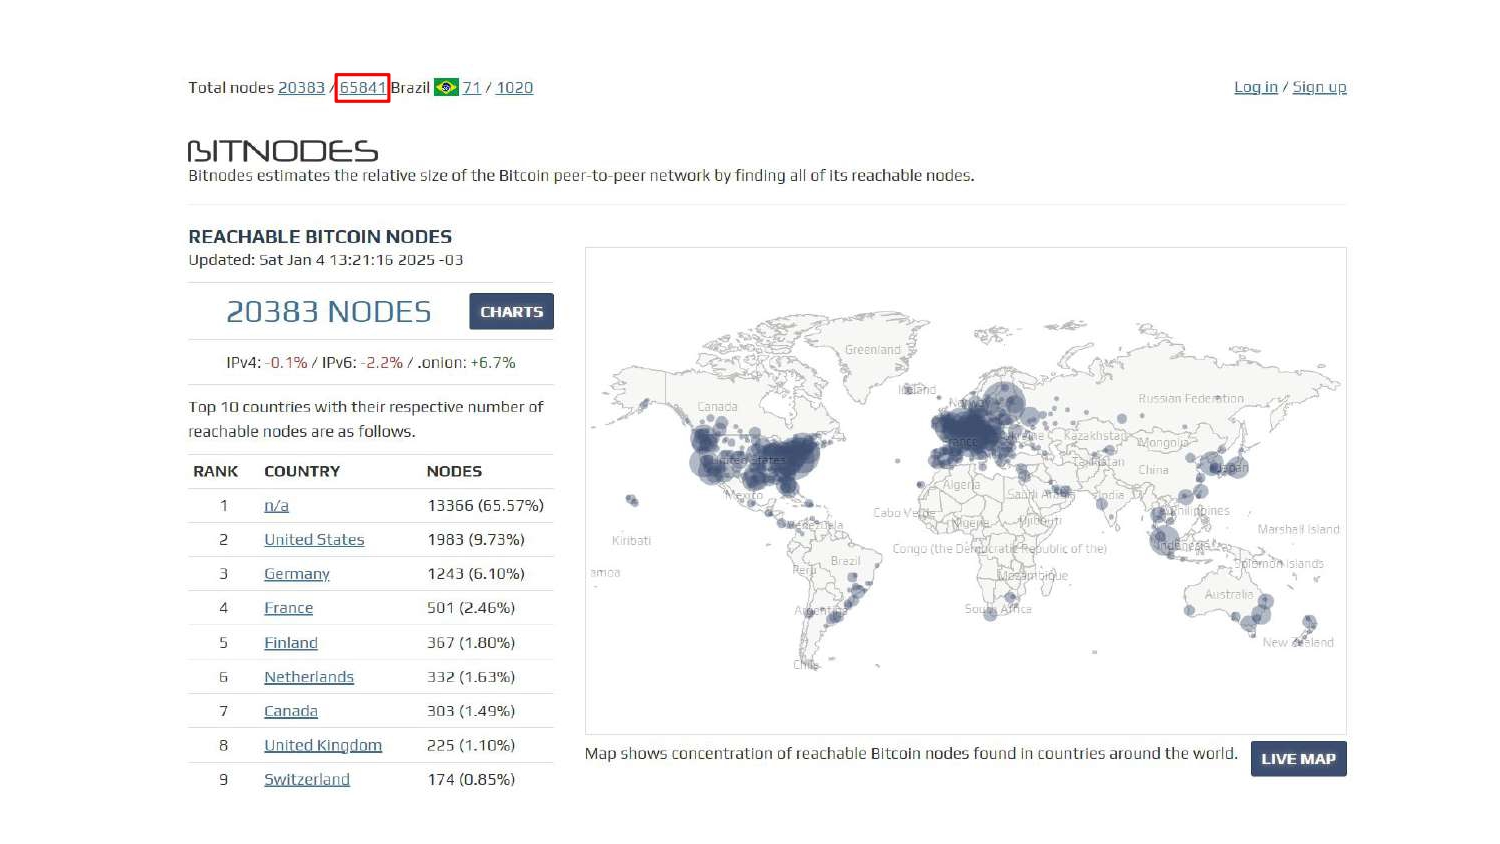 Total nodes 20383 / 65841 Brazil 71 / 1020
Log in / Sign up
BITNODES
Bitnodes estimates the relative size of the Bitcoin peer-to-peer network by finding all of its reachable nodes.
REACHABLE BITCOIN NODES
Updated: Sat Jan 4 13:21:16 2025 -03
20383 NODES
CHARTS
IPv4: -0.1% / IPv6: -2.2% / .onion: +6.7%
Top 10 countries with their respective number of
reachable nodes are as follows.
RANK COUNTRY NODES
1 n/a 13366 (65.57%)
2 United States 1983 (9.73%)
3 Germany 1243 (6.10%)
4 France 501 (2.46%)
5 Finland 367 (1.80%)
6 Netherlands 332 (1.63%)
7 Canada 303 (1.49%)
8 United Kingdom 225 (1.10%)
9 Switzerland 174 (0.85%)
Greenland
Iceland
Norway
Russian Federation
Canada
France
Ukraine
Kazakhstan
Mongolia
United States
China
Japan
Mexico
Algeria
Saudi Arabia
India
Cabo Verde
Nigeria
Djibouti
Philippines
Venezuela
Marshall Island
Kiribati
Congo (the Democratic Republic of the)
Indonesia
Brazil
Peru
Solomon Islands
amoa
Mozambique
Australia
Argentina
South Africa
New Zealand
Chile
Map shows concentration of reachable Bitcoin nodes found in countries around the world.
LIVE MAP